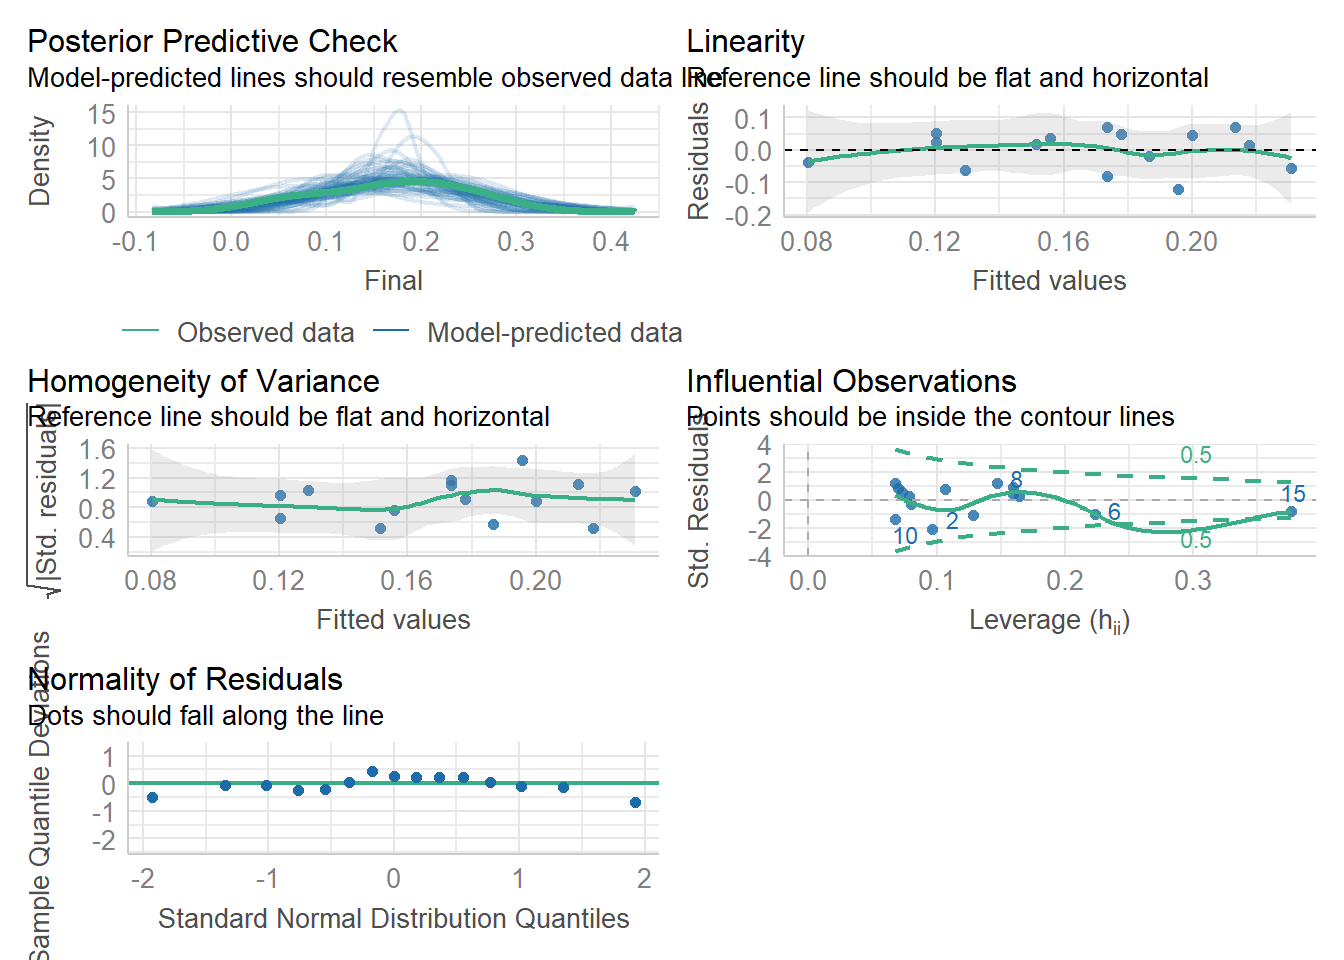 Posterior Predictive Check
Model-predicted lines should resemble observed data line
Density
15
10
5
0
-0.1 0.0 0.1 0.2 0.3 0.4
Final
Observed data Model-predicted data
Linearity
Reference line should be flat and horizontal
Residuals
0.1
0.0
-0.1
-0.2
0.08 0.12 0.16 0.20
Fitted values
Homogeneity of Variance
Reference line should be flat and horizontal
√|Std. residuals|
1.6
1.2
0.8
0.4
0.08 0.12 0.16 0.20
Fitted values
Influential Observations
Points should be inside the contour lines
Std. Residuals
4
2
0
-2
-4
0.5
8
15
6
2
10
0.5
0.0 0.1 0.2 0.3
Leverage (hii)
Normality of Residuals
Dots should fall along the line
Sample Quantile Deviations
1
0
-1
-2
-2 -1 0 1 2
Standard Normal Distribution Quantiles